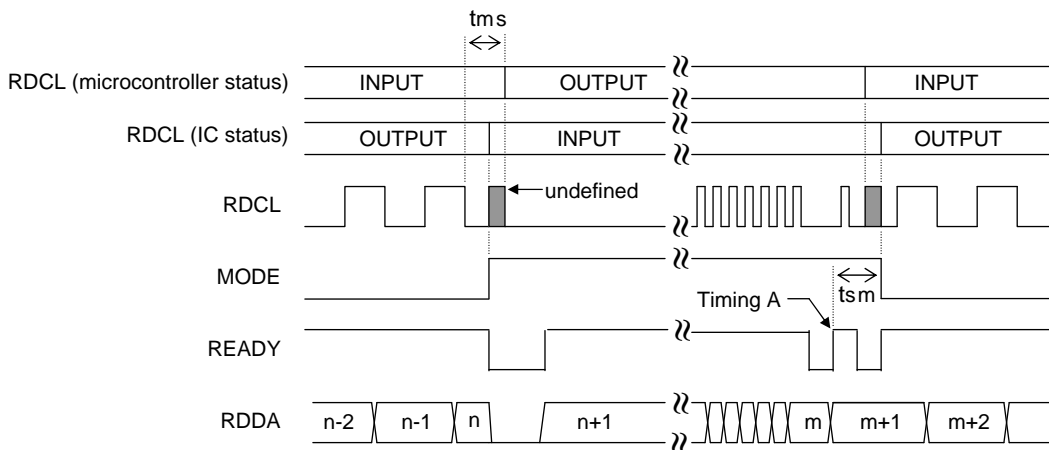 tms
RDCL (microcontroller status) INPUT OUTPUT INPUT
RDCL (IC status) OUTPUT INPUT OUTPUT
RDCL undefined
MODE
Timing A tsm
READY
RDDA n-2 n-1 n n+1 m m+1 m+2